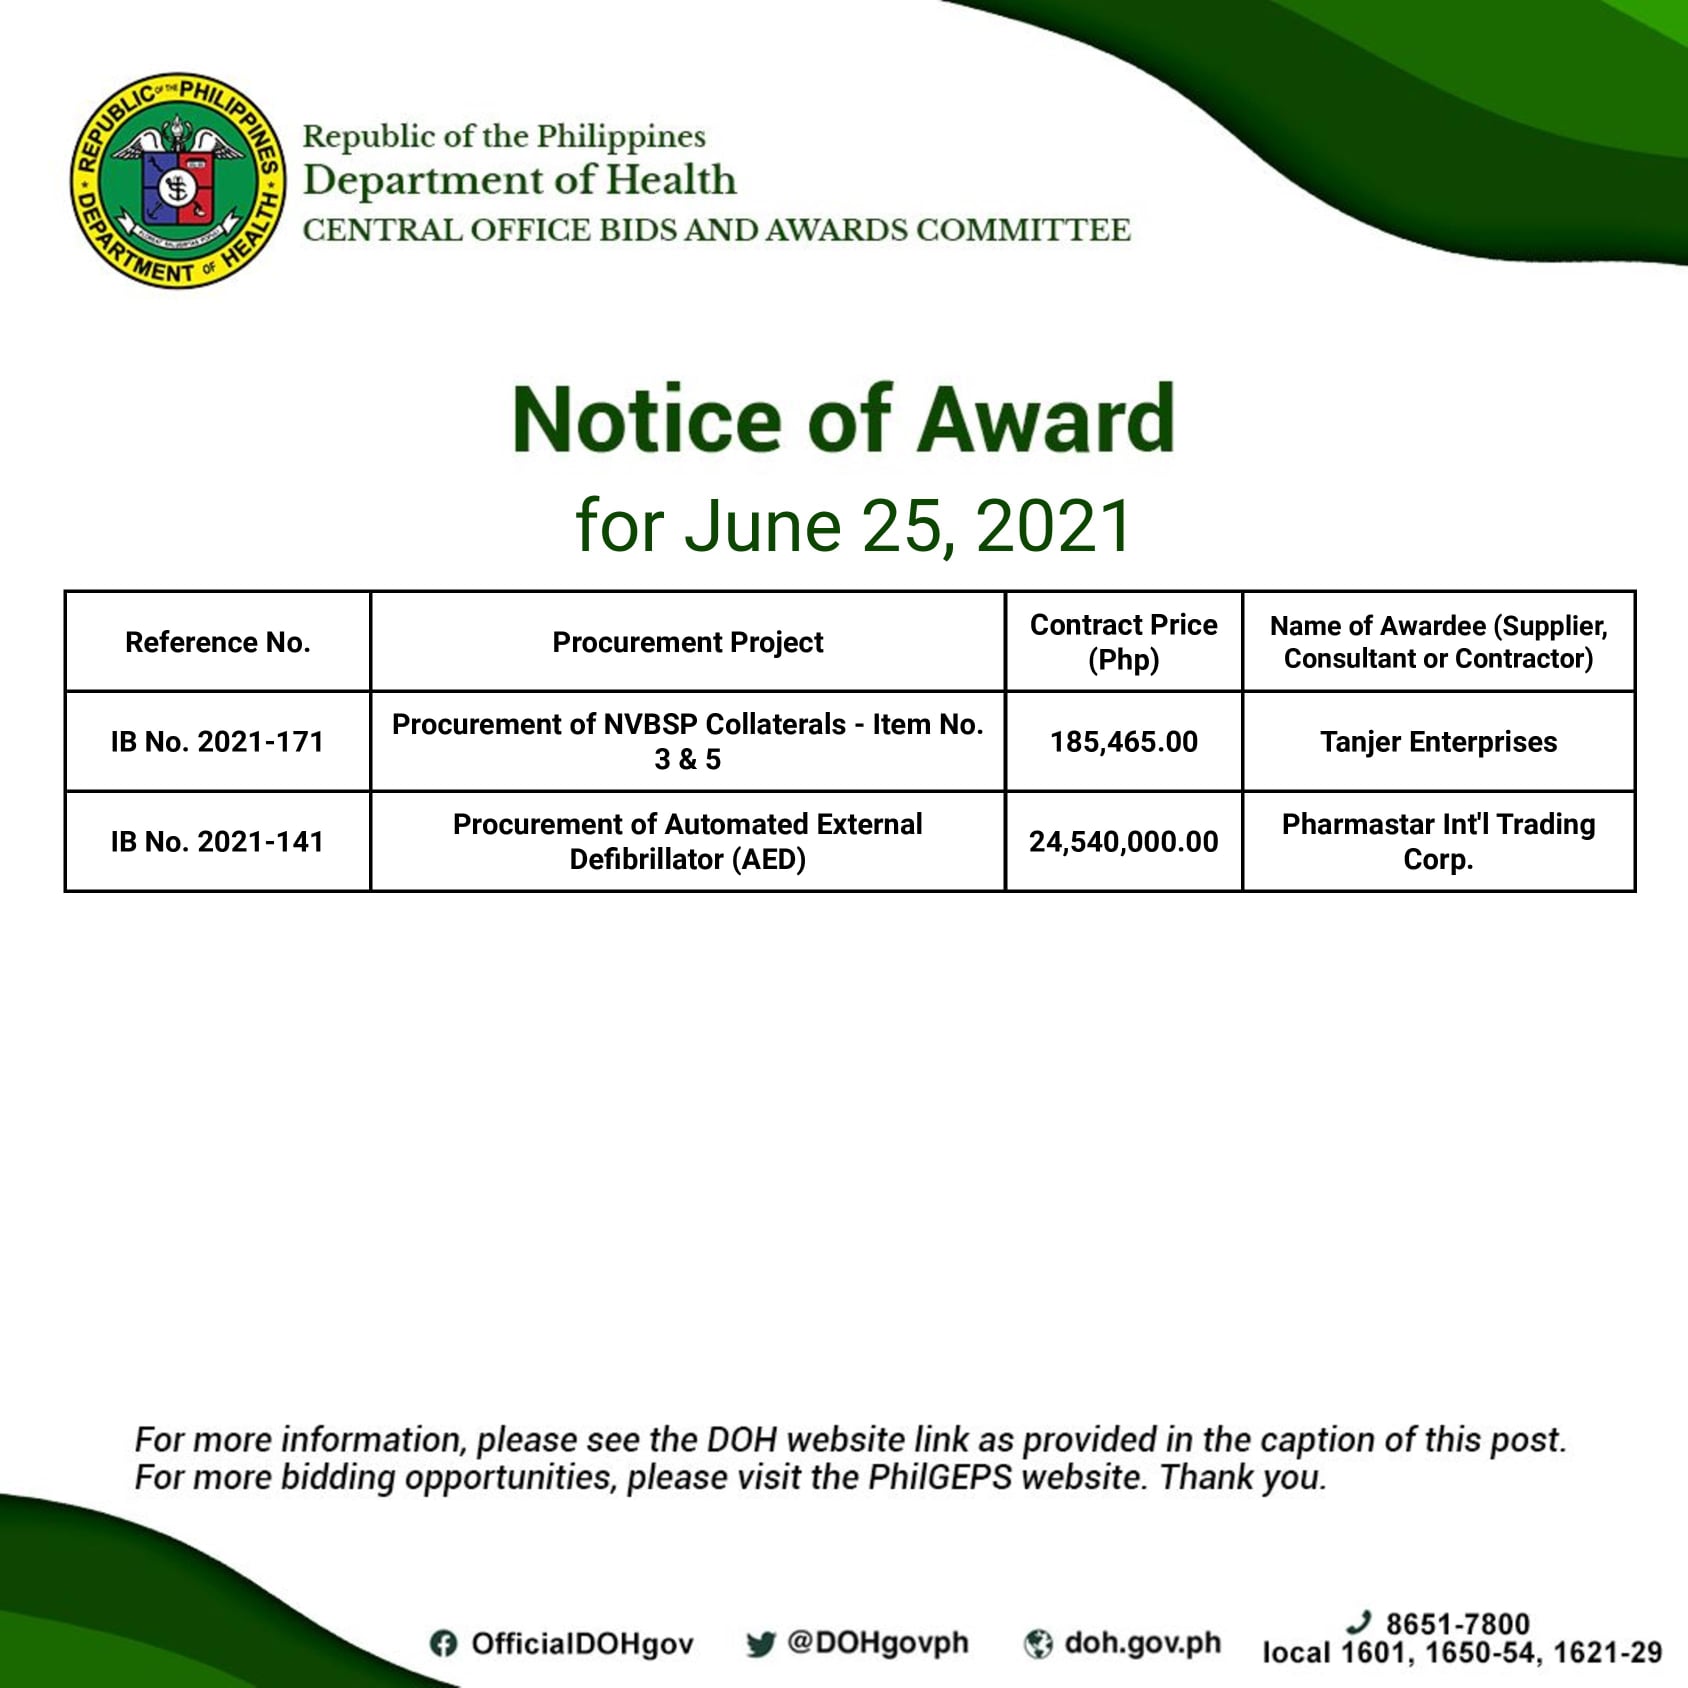 REPUBLIC OF THE PHILIPPINES
DEPARTMENT OF HEALTH
Republic of the Philippines
Department of Health
CENTRAL OFFICE BIDS AND AWARDS COMMITTEE
Notice of Award
for June 25, 2021
Reference No.
Procurement Project
Contract Price
(Php)
Name of Awardee (Supplier,
Consultant or Contractor)
IB No. 2021-171
Procurement of NVBSP Collaterals - Item No.
3 & 5
185,465.00
Tanjer Enterprises
IB No. 2021-141
Procurement of Automated External
Defibrillator (AED)
24,540,000.00
Pharmastar Int'l Trading
Corp.
For more information, please see the DOH website link as provided in the caption of this post.
For more bidding opportunities, please visit the PhilGEPS website. Thank you.
OfficialDOHgov
@DOHgovph
doh.gov.ph
8651-7800
local 1601, 1650-54, 1621-29